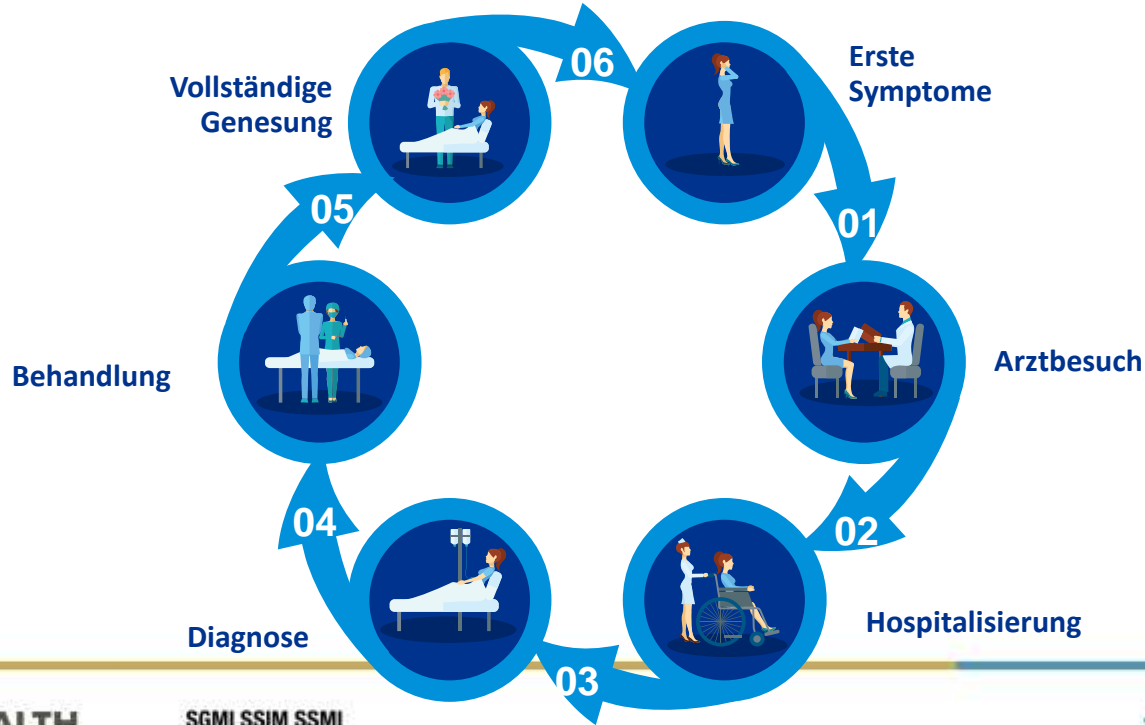 06
Erste
Symptome
Vollständige
Genesung
01
05
Arztbesuch
Behandlung
02
04
Hospitalisierung
Diagnose
03
SGMI SSIM SSMI